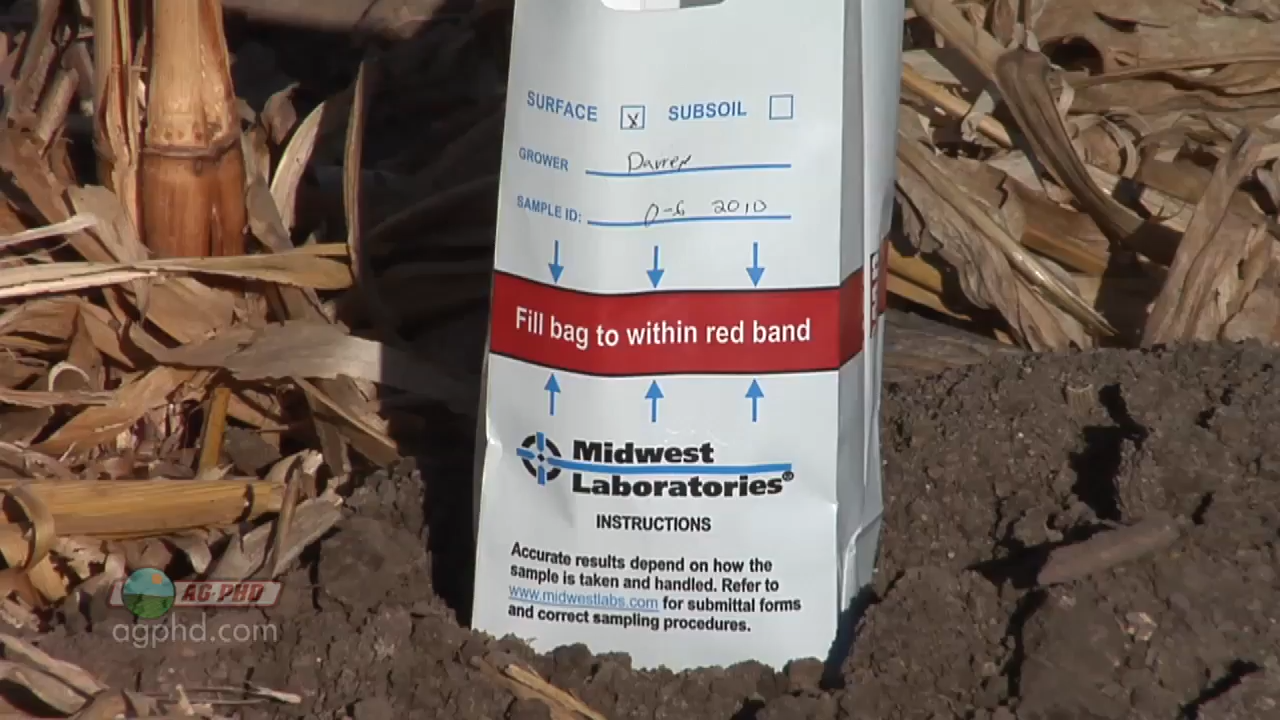 SURFACE x SUBSOIL
GROWER Darren
SAMPLE ID: 0-6 2010
Fill bag to within red band
Midwest
Laboratories®
INSTRUCTIONS
Accurate results depend on how the
sample is taken and handled. Refer to
www.midwestlabs.com for submittal forms
and correct sampling procedures.
AG PHD
agphd.com